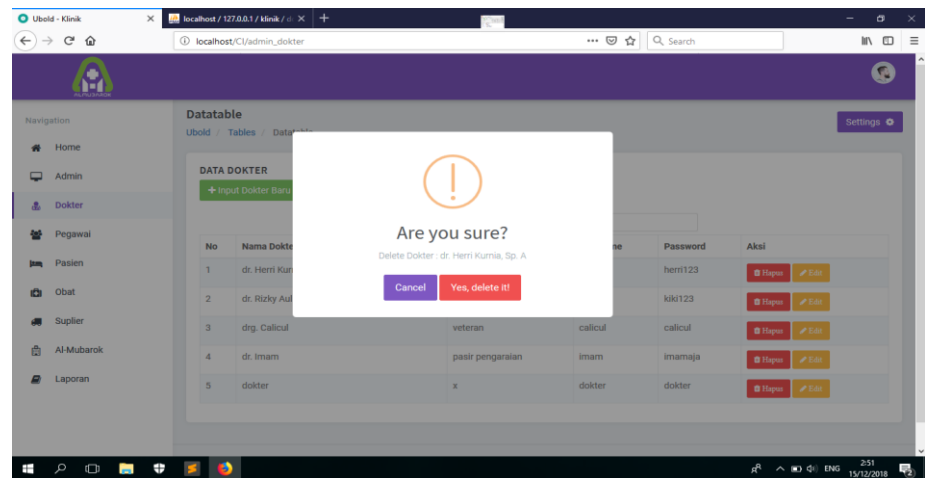 Ubold - Klinik
localhost / 127.0.0.1 / klinik / d
localhost/CI/admin_dokter
Search
Navigation
Home
Admin
Dokter
Pegawai
Pasien
Obat
Suplier
Al-Mubarok
Laporan
Datatable
Ubold / Tables / Datatable
Settings
DATA DOKTER
+ Input Dokter Baru
Are you sure?
Delete Dokter : dr. Herri Kurnia, Sp. A
Cancel Yes, delete it!
No Nama Dokte me Password Aksi
1 dr. Herri Kurn herri123 Hapus Edit
2 dr. Rizky Aul kiki123 Hapus Edit
3 drg. Calicul veteran calicul calicul Hapus Edit
4 dr. Imam pasir pengaraian imam imamaja Hapus Edit
5 dokter x dokter dokter Hapus Edit
ENG
2:51
15/12/2018